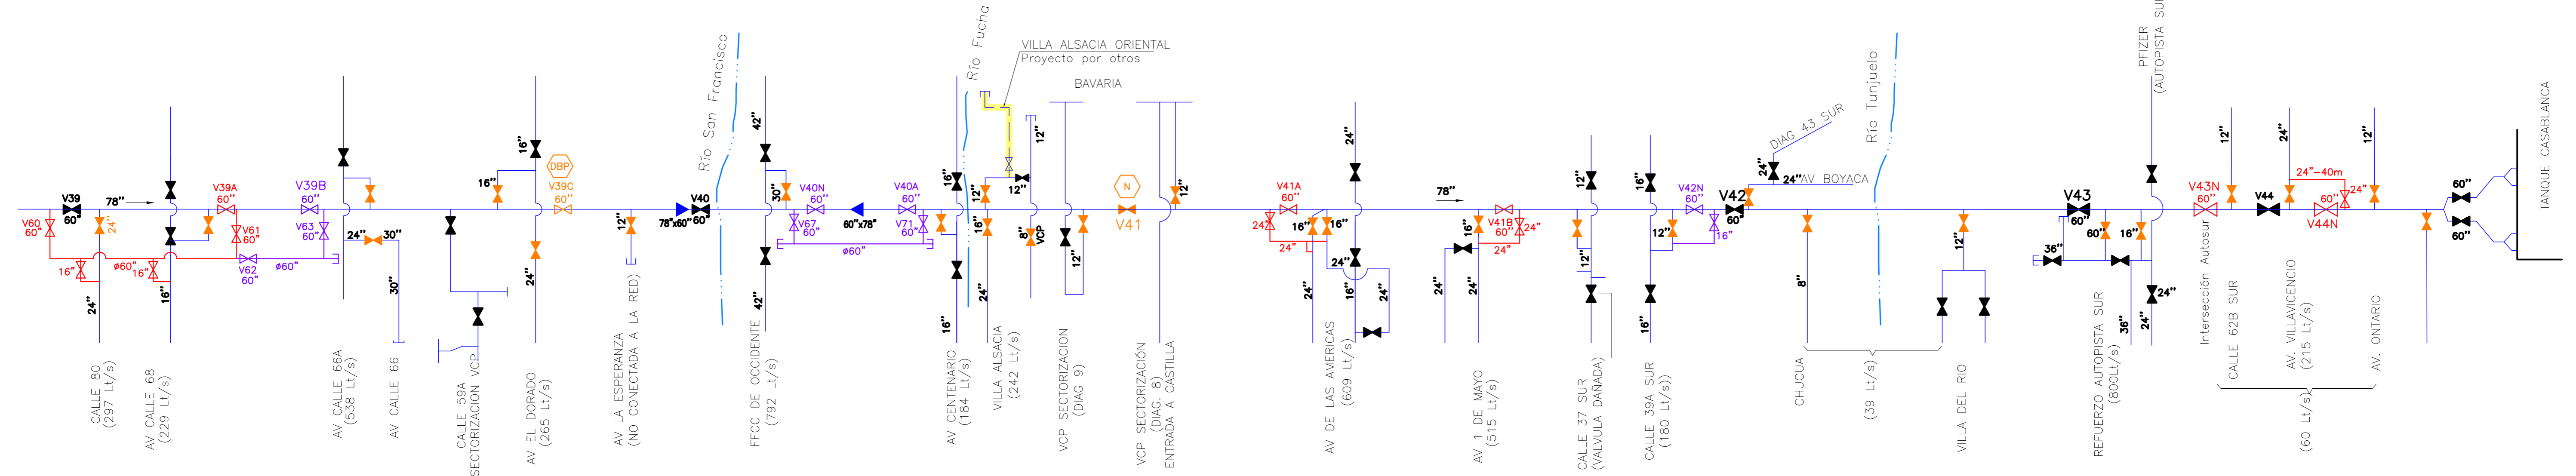 V60
60"
V39
60"
24"
78"
16"
ø60"
16"
24"
16"
CALLE 80
(297 Lt/s)
AV CALLE 68
(229 Lt/s)
V39A
60"
V61
60"
V62
60"
V39B
60"
V63
60"
ø60"
24"
30"
30"
AV CALLE 66A
(538 Lt/s)
AV CALLE 66
16"
16"
DBP
V39C
60"
24"
CALLE 59A
SECTORIZACION VCP
AV EL DORADO
(265 Lt/s)
12"
AV LA ESPERANZA
(NO CONECTADA A LA RED)
Río San Francisco
78"x60"
V40
60"
42"
30"
42"
FFCC DE OCCIDENTE
(792 Lt/s)
V40N
60"
V67
60"
60"x78"
ø60"
V40A
60"
V71
60"
16"
16"
AV CENTENARIO
(184 Lt/s)
Río Fucha
VILLA ALSACIA ORIENTAL
Proyecto por otros
12"
12"
12"
16"
24"
8"
VCP
VILLA ALSACIA
(242 Lt/s)
BAVARIA
12"
VCP SECTORIZACION
(DIAG 9)
N
V41
12"
VCP SECTORIZACIÓN
(DIAG. 8)
ENTRADA A CASTILLA
V41A
60"
24"
16"
16"
24"
24"
24"
24"
16"
24"
AV DE LAS AMERICAS
(609 Lt/s)
78"
16"
V41B
60"
24"
24"
24"
24"
AV 1 DE MAYO
(515 Lt/s)
12"
12"
CALLE 37 SUR
(VALVULA DAÑADA)
16"
12"
16"
V42N
60"
16"
CALLE 39A SUR
(180 Lt/s))
V42
60"
24"
DIAG 43 SUR
24"
AV BOYACA
8"
CHUCUA
(39 Lt/s)
Río Tunjuelo
12"
VILLA DEL RIO
V43
60"
60"
16"
36"
36"
24"
24"
REFUERZO AUTOPISTA SUR
(800Lt/s)
PFIZER
(AUTOPISTA SUR
V43N
60"
Intersección Autosur
12"
CALLE 62B SUR
V44
24"
24"-40m
60"
V44N
24"
AV. VILLAVICENCIO
(215 Lt/s)
12"
AV. ONTARIO
(60 Lt/s)
60"
60"
TANQUE CASABLANCA